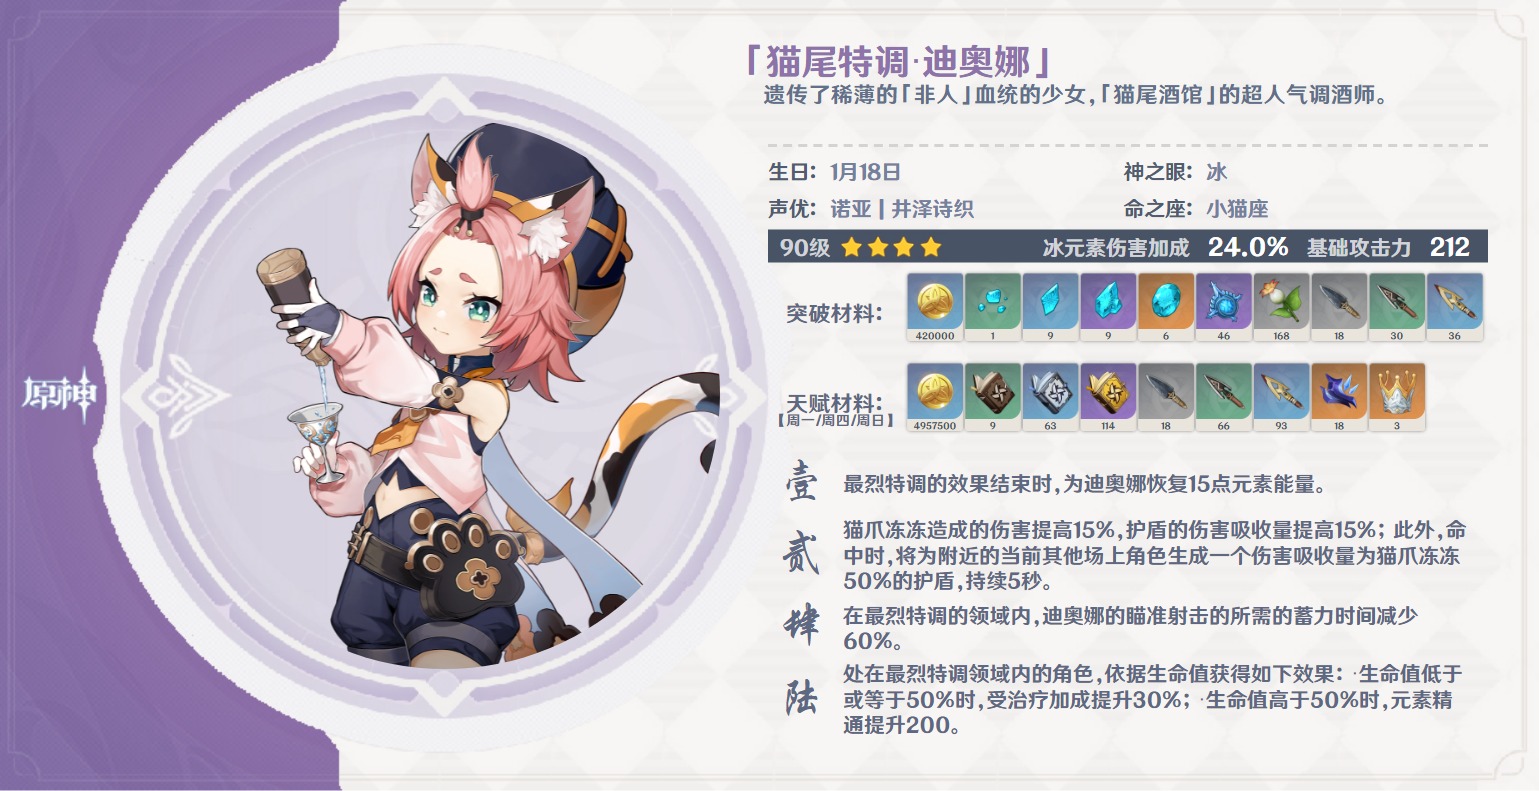 原神
「猫尾特调·迪奥娜」
遗传了稀薄的「非人」血统的少女,「猫尾酒馆」的超人气调酒师。
生日: 1月18日 神之眼: 冰
声优: 诺亚 | 井泽诗织 命之座: 小猫座
90级 冰元素伤害加成 24.0% 基础攻击力 212
突破材料:
420000 1 9 9 6 46 168 18 30 36
天赋材料:
【周一/周四/周日】
4957500 9 63 114 18 66 93 18 3
壹 最烈特调的效果结束时,为迪奥娜恢复15点元素能量。
贰 猫爪冻冻造成的伤害提高15%,护盾的伤害吸收量提高15%; 此外,命
中时,将为附近的当前其他场上角色生成一个伤害吸收量为猫爪冻冻
50%的护盾,持续5秒。
肆 在最烈特调的领域内,迪奥娜的瞄准射击的所需的蓄力时间减少
60%。
陆 处在最烈特调领域内的角色,依据生命值获得如下效果: ·生命值低于
或等于50%时,受治疗加成提升30%; ·生命值高于50%时,元素精
通提升200。